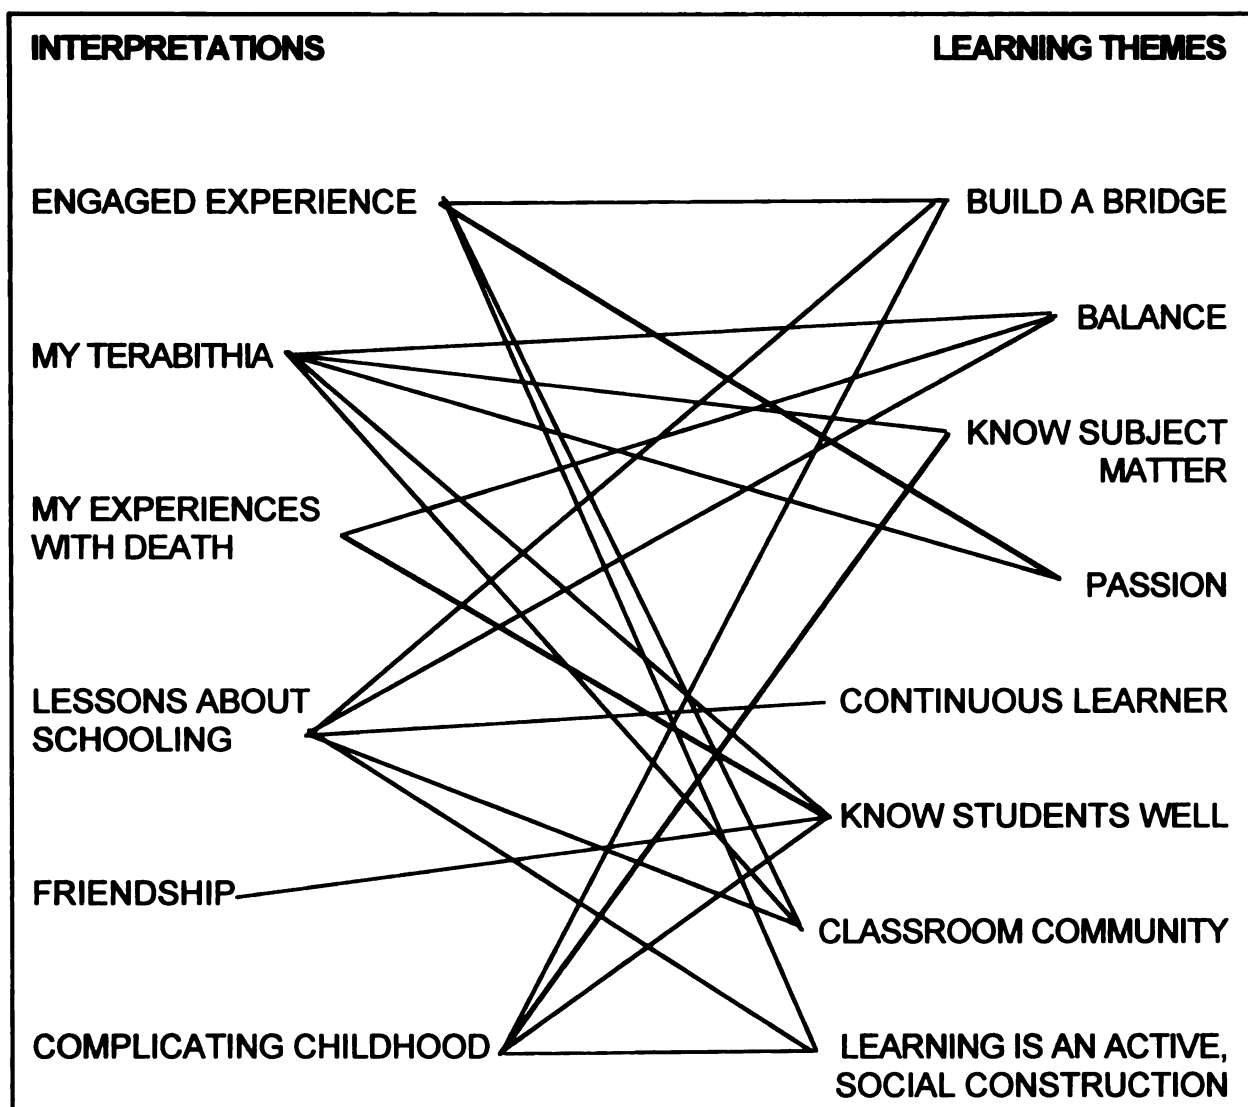 INTERPRETATIONS
LEARNING THEMES
ENGAGED EXPERIENCE
BUILD A BRIDGE
BALANCE
MY TERABITHIA
KNOW SUBJECT
MATTER
MY EXPERIENCES
WITH DEATH
PASSION
LESSONS ABOUT
SCHOOLING
CONTINUOUS LEARNER
KNOW STUDENTS WELL
FRIENDSHIP
CLASSROOM COMMUNITY
COMPLICATING CHILDHOOD
LEARNING IS AN ACTIVE,
SOCIAL CONSTRUCTION